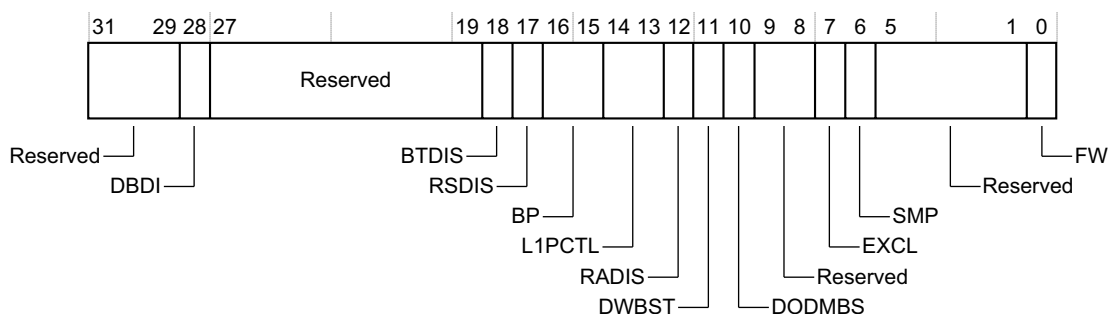 31 29 28 27 19 18 17 16 15 14 13 12 11 10 9 8 7 6 5 1 0
Reserved
Reserved BTDIS FW
DBDI RSDIS Reserved
BP SMP
L1PCTL EXCL
RADIS Reserved
DWBST DODMBS